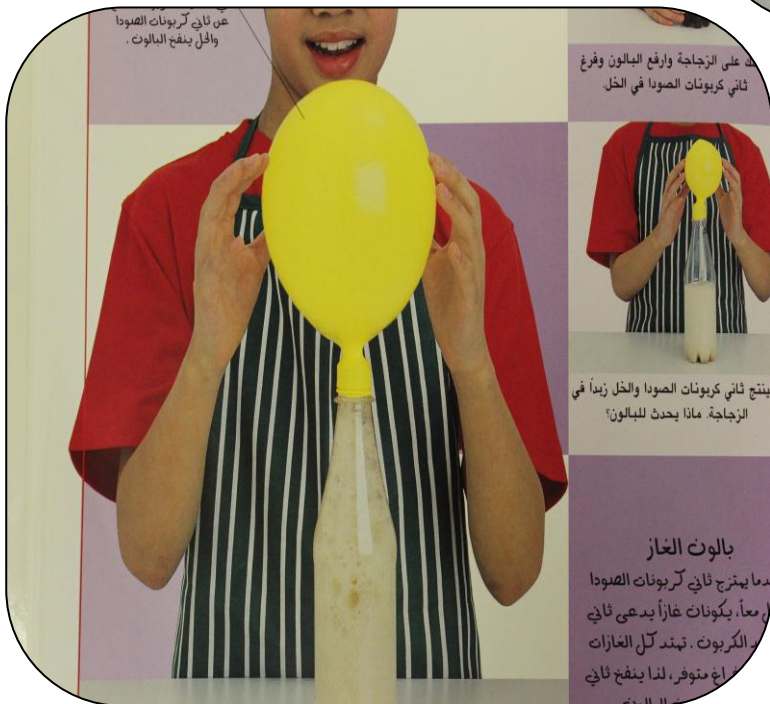 عن ثاني كربونات الصودا
والخل ينفخ البالون .
على الزجاجة وارفع البالون وفرغ
ثاني كربونات الصودا في الخل.
ينتج ثاني كربونات الصودا والخل زبداً في
الزجاجة. ماذا يحدث للبالون؟
بالون الغاز
يمتزج ثاني كربونات الصودا
معاً، يكونان غازاً يدعى ثاني
الكربون . تمتد كل الغازات
متوفر، لذا ينفخ ثاني